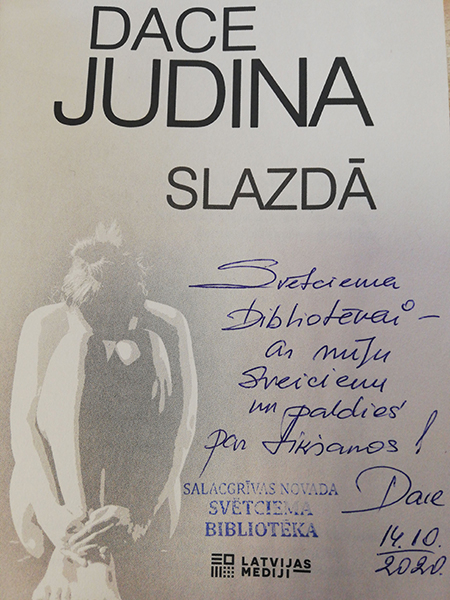 DACE
JUDINA
SLAZDĀ
Svētciema
bibliotēkai –
ar mīļu
sveicienu
un paldies
par tikšanos!
SALACGRĪVAS NOVADA
SVĒTCIEMA
BIBLIOTĒKA
Dace
14.10.
2020.
LATVIJAS
MEDIJI